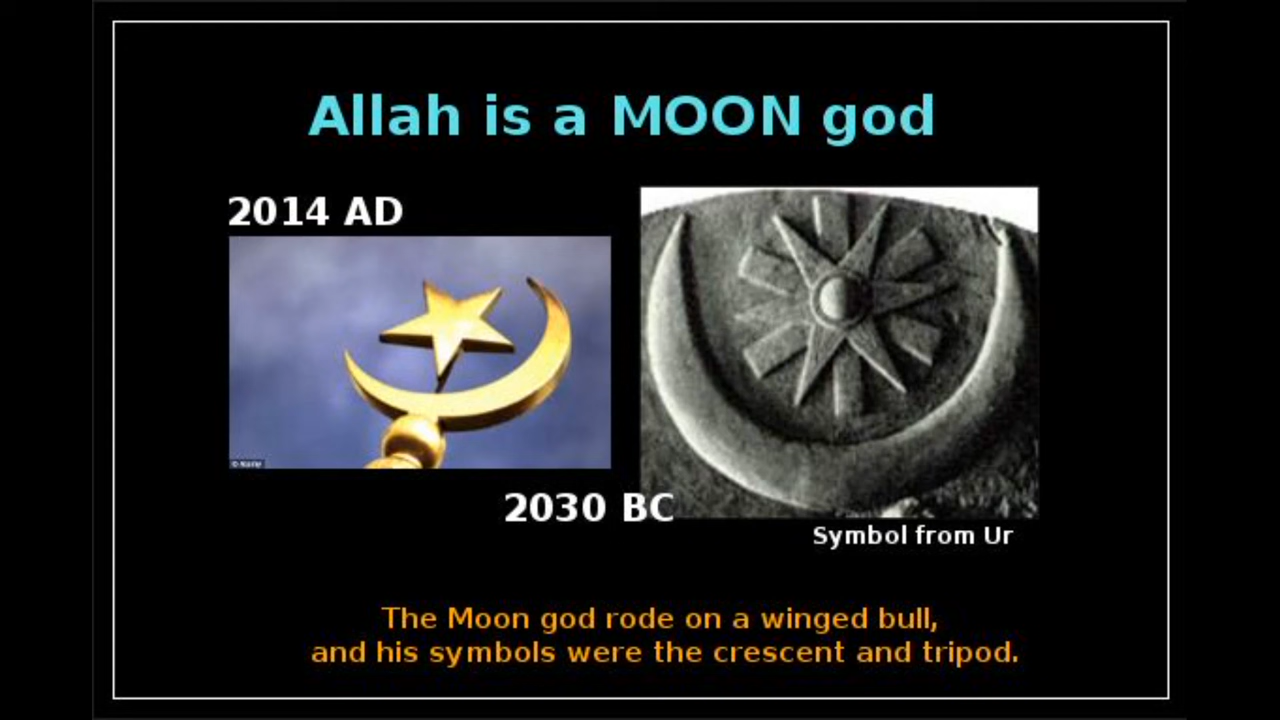 Allah is a MOON god
2014 AD
2030 BC
Symbol from Ur
The Moon god rode on a winged bull,
and his symbols were the crescent and tripod.